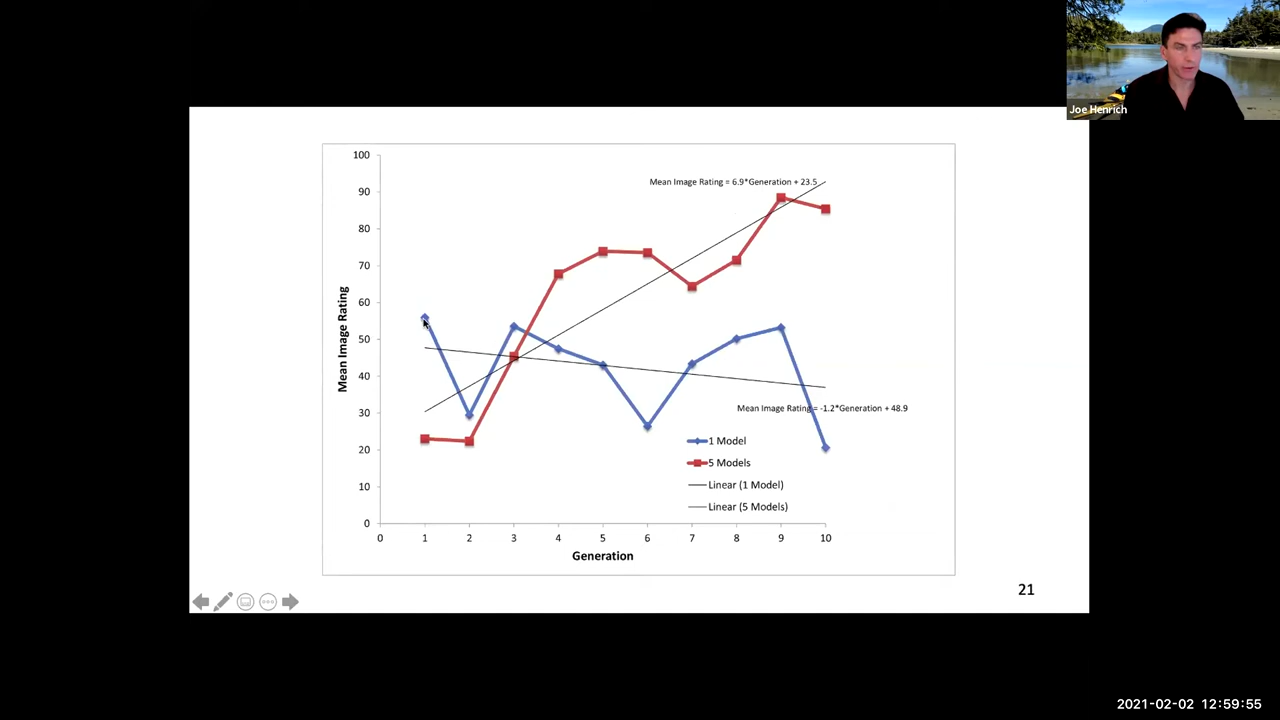 Joe Henrich
100
90
80
70
60
50
40
30
20
10
0
Mean Image Rating
Mean Image Rating = 6.9*Generation + 23.5
Mean Image Rating = -1.2*Generation + 48.9
1 Model
5 Models
Linear (1 Model)
Linear (5 Models)
0 1 2 3 4 5 6 7 8 9 10
Generation
21
2021-02-02 12:59:55